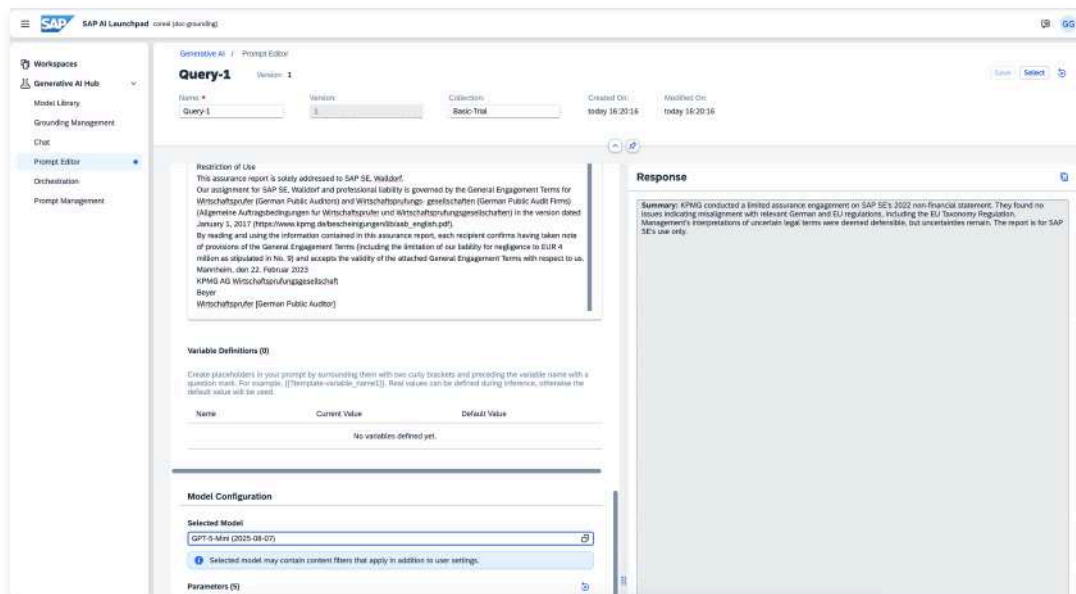 SAP
SAP AI Launchpad
GG
Workspaces
Generative AI Hub
Model Library
Grounding Management
Chat
Prompt Editor
Orchestration
Prompt Management
Generative AI / Prompt Editor
Query-1 Version: 1
Save Select
Name: * Version: Collection: Created On: Modified On:
Query-1 1 Basic-Trial today 16:20:16 today 16:20:16
Restriction of Use
This assurance report is solely addressed to SAP SE, Walldorf.
Our assignment for SAP SE, Walldorf and professional liability is governed by the General Engagement Terms for
Wirtschaftsprufer (German Public Auditors) and Wirtschaftsprufungs- gesellschaften (German Public Audit Firms)
(Allgemeine Auftragsbedingungen fur Wirtschaftsprufer und Wirtschaftsprufungsgesellschaften) in the version dated
January 1, 2017
By reading and using the information contained in this assurance report, each recipient confirms having taken note
of provisions of the General Engagement Terms (including the limitation of our liability for negligence to EUR 4
million as stipulated in No. 9) and accepts the validity of the attached General Engagement Terms with respect to us.
Mannheim, den 22. Februar 2023
KPMG AG Wirtschaftsprufungsgesellschaft
Beyer
Wirtschaftsprufer [German Public Auditor]
Variable Definitions (0)
Create placeholders in your prompt by surrounding them with two curly brackets and preceding the variable name with a
question mark. For example, Real values can be defined during inference, otherwise the
default value will be used.
Name Current Value Default Value
No variables defined yet.
Model Configuration
Selected Model
GPT-5-Mini (2025-08-07)
Selected model may contain content filters that apply in addition to user settings.
Parameters (5)
Response
Summary: KPMG conducted a limited assurance engagement on SAP SE's 2022 non-financial statement. They found no
issues indicating misalignment with relevant German and EU regulations, including the EU Taxonomy Regulation.
Management's interpretations of uncertain legal terms were deemed defensible, but uncertainties remain. The report is for SAP
SE's use only.